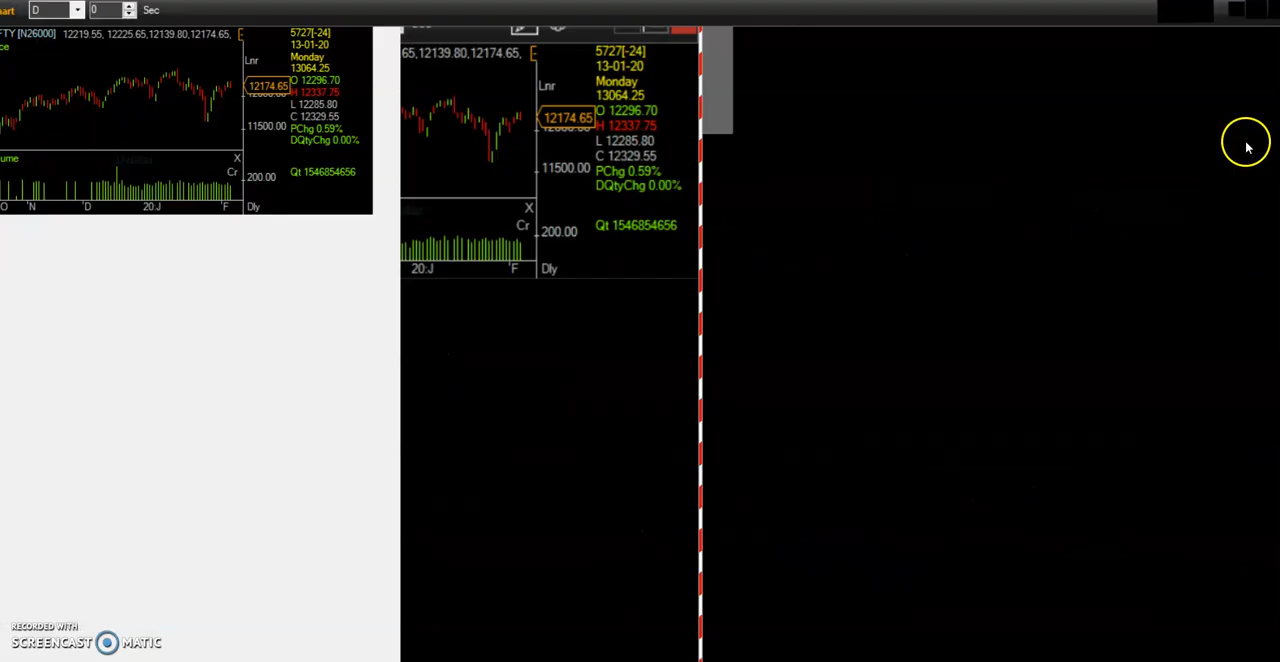 art D 0 Sec
FTY [N26000] 12219.55, 12225.65,12139.80,12174.65,
ce
Lnr
12174.65
11500.00
5727[-24]
13-01-20
Monday
13064.25
O 12296.70
H 12337.75
L 12285.80
C 12329.55
PChg 0.59%
DQtyChg 0.00%
ume
X
Cr
200.00
Qt 1546854656
O 'N 'D 20:J 'F Dly
65,12139.80,12174.65,
Lnr
12174.65
11500.00
5727[-24]
13-01-20
Monday
13064.25
O 12296.70
H 12337.75
L 12285.80
C 12329.55
PChg 0.59%
DQtyChg 0.00%
X
Cr
200.00
Qt 1546854656
20:J 'F Dly
RECORDED WITH
SCREENCAST MATIC